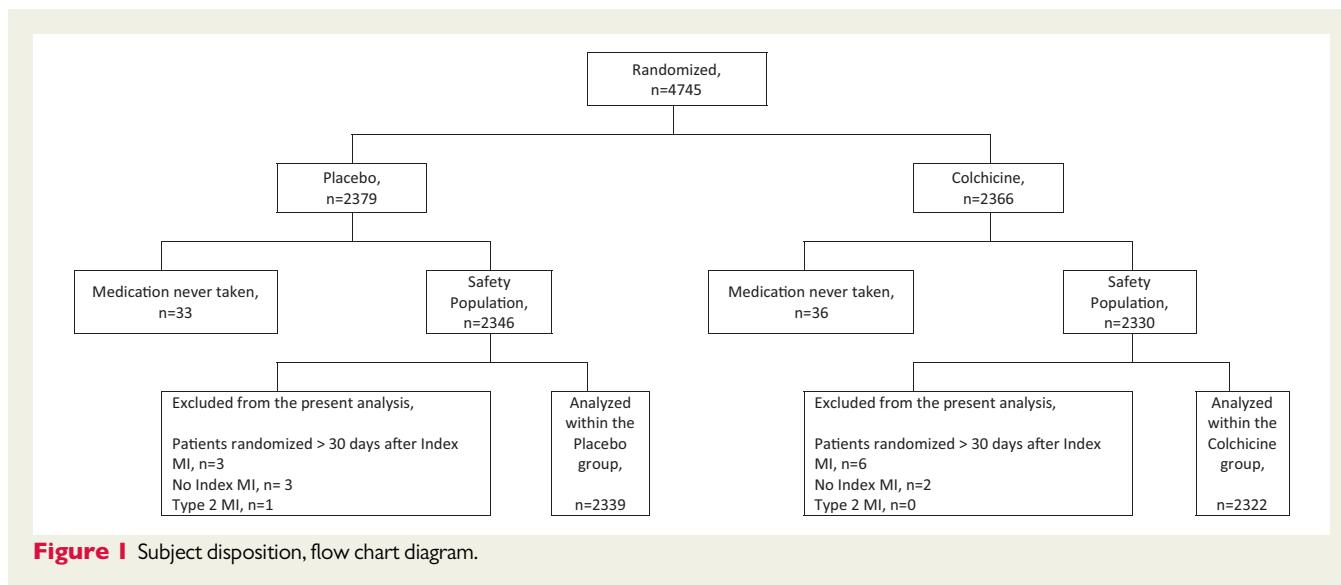 Randomized,
n=4745
Placebo,
n=2379
Colchicine,
n=2366
Medication never taken,
n=33
Safety
Population,
n=2346
Medication never taken,
n=36
Safety
Population,
n=2330
Excluded from the present analysis,
Patients randomized > 30 days after Index
MI, n=3
No Index MI, n= 3
Type 2 MI, n=1
Analyzed
within the
Placebo
group,
n=2339
Excluded from the present analysis,
Patients randomized > 30 days after Index
MI, n=6
No Index MI, n=2
Type 2 MI, n=0
Analyzed
within the
Colchicine
group,
n=2322
Figure 1 Subject disposition, flow chart diagram.